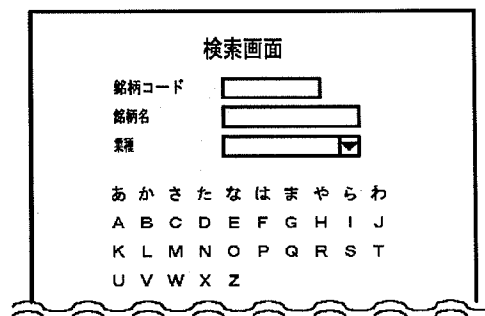 検索画面
銘柄コード
銘柄名
業種
あ か さ た な は ま や ら わ
A B C D E F G H I J
K L M N O P Q R S T
U V W X Z